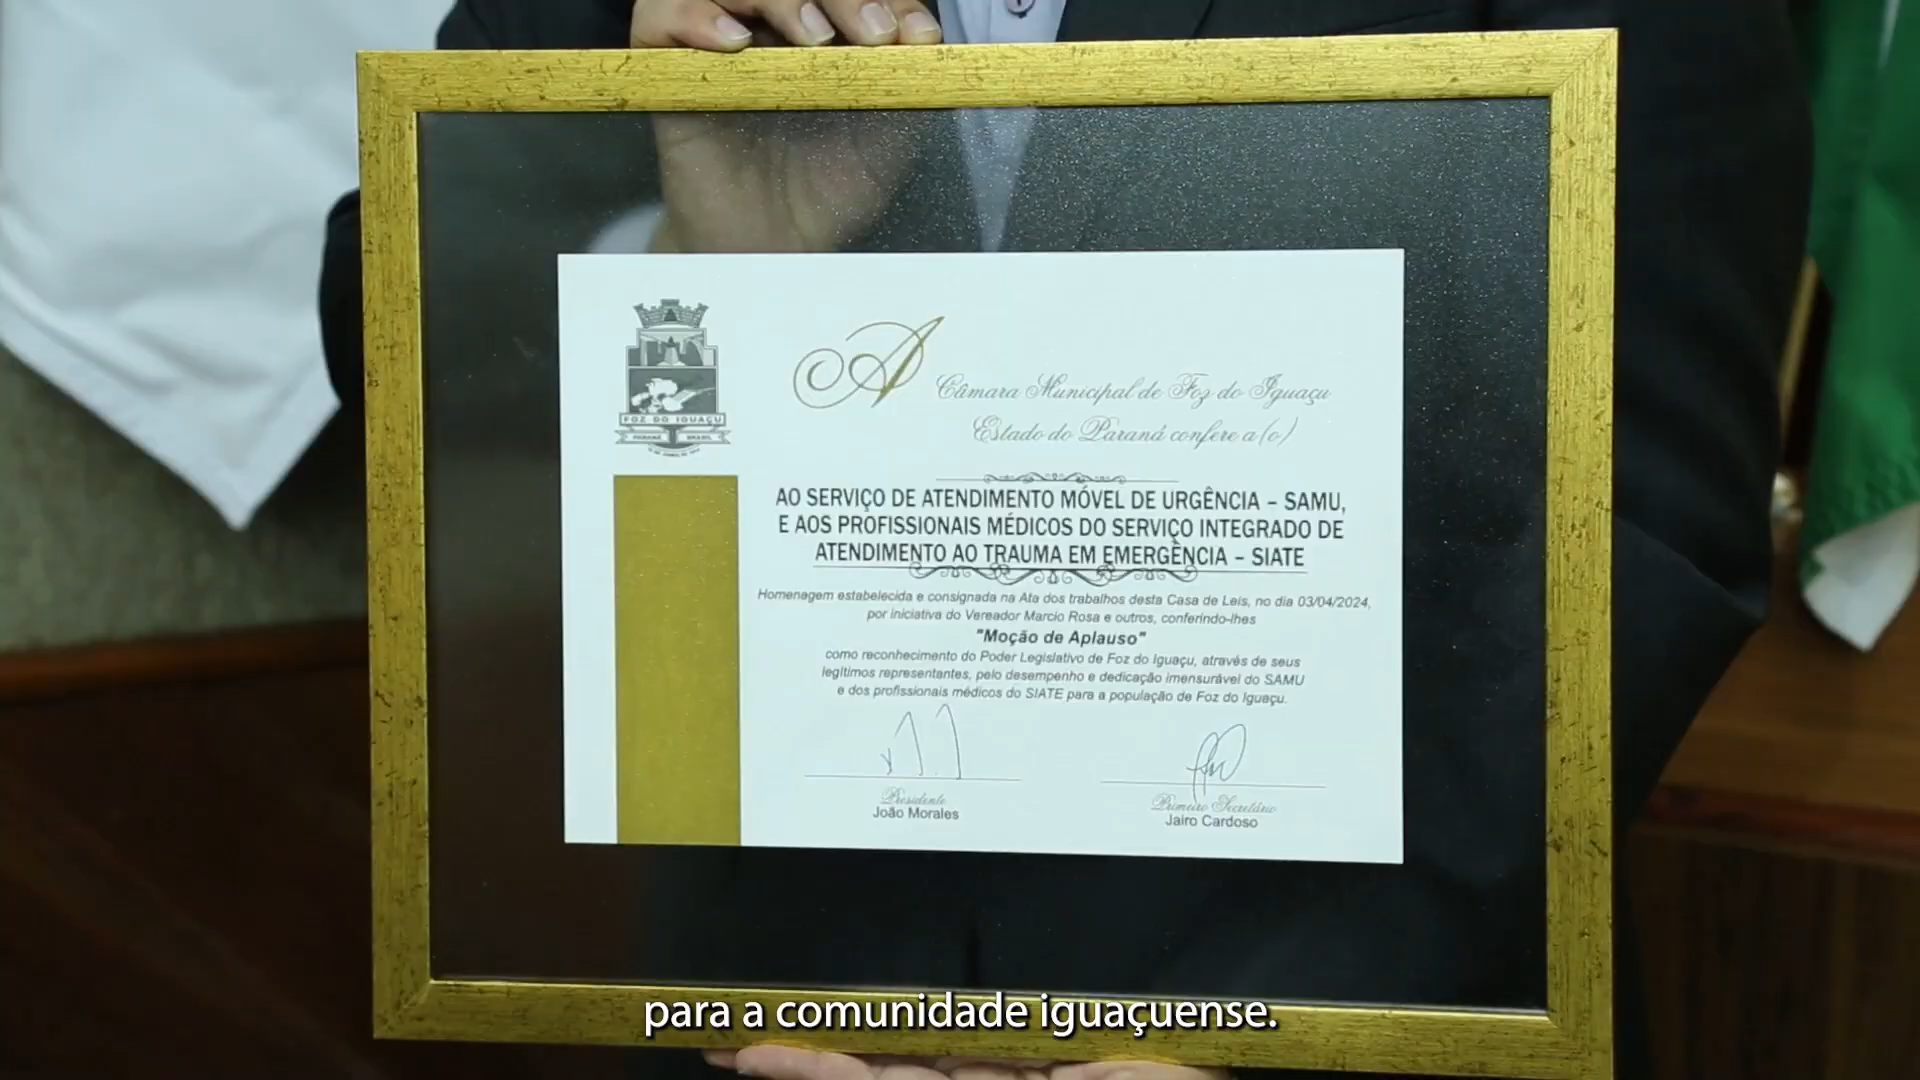 A Câmara Municipal de Foz do Iguaçu
Estado do Paraná confere a(o)
FOZ DO IGUAÇU
PARANÁ BRASIL
AO SERVIÇO DE ATENDIMENTO MÓVEL DE URGÊNCIA – SAMU,
E AOS PROFISSIONAIS MÉDICOS DO SERVIÇO INTEGRADO DE
ATENDIMENTO AO TRAUMA EM EMERGÊNCIA – SIATE
Homenagem estabelecida e consignada na Ata dos trabalhos desta Casa de Leis, no dia 03/04/2024,
por iniciativa do Vereador Marcio Rosa e outros, conferindo-lhes
"Moção de Aplauso"
como reconhecimento do Poder Legislativo de Foz do Iguaçu, através de seus
legítimos representantes, pelo desempenho e dedicação imensurável do SAMU
e dos profissionais médicos do SIATE para a população de Foz do Iguaçu.
Presidente
João Morales
Primeiro Secretário
Jairo Cardoso
para a comunidade iguaçuense.